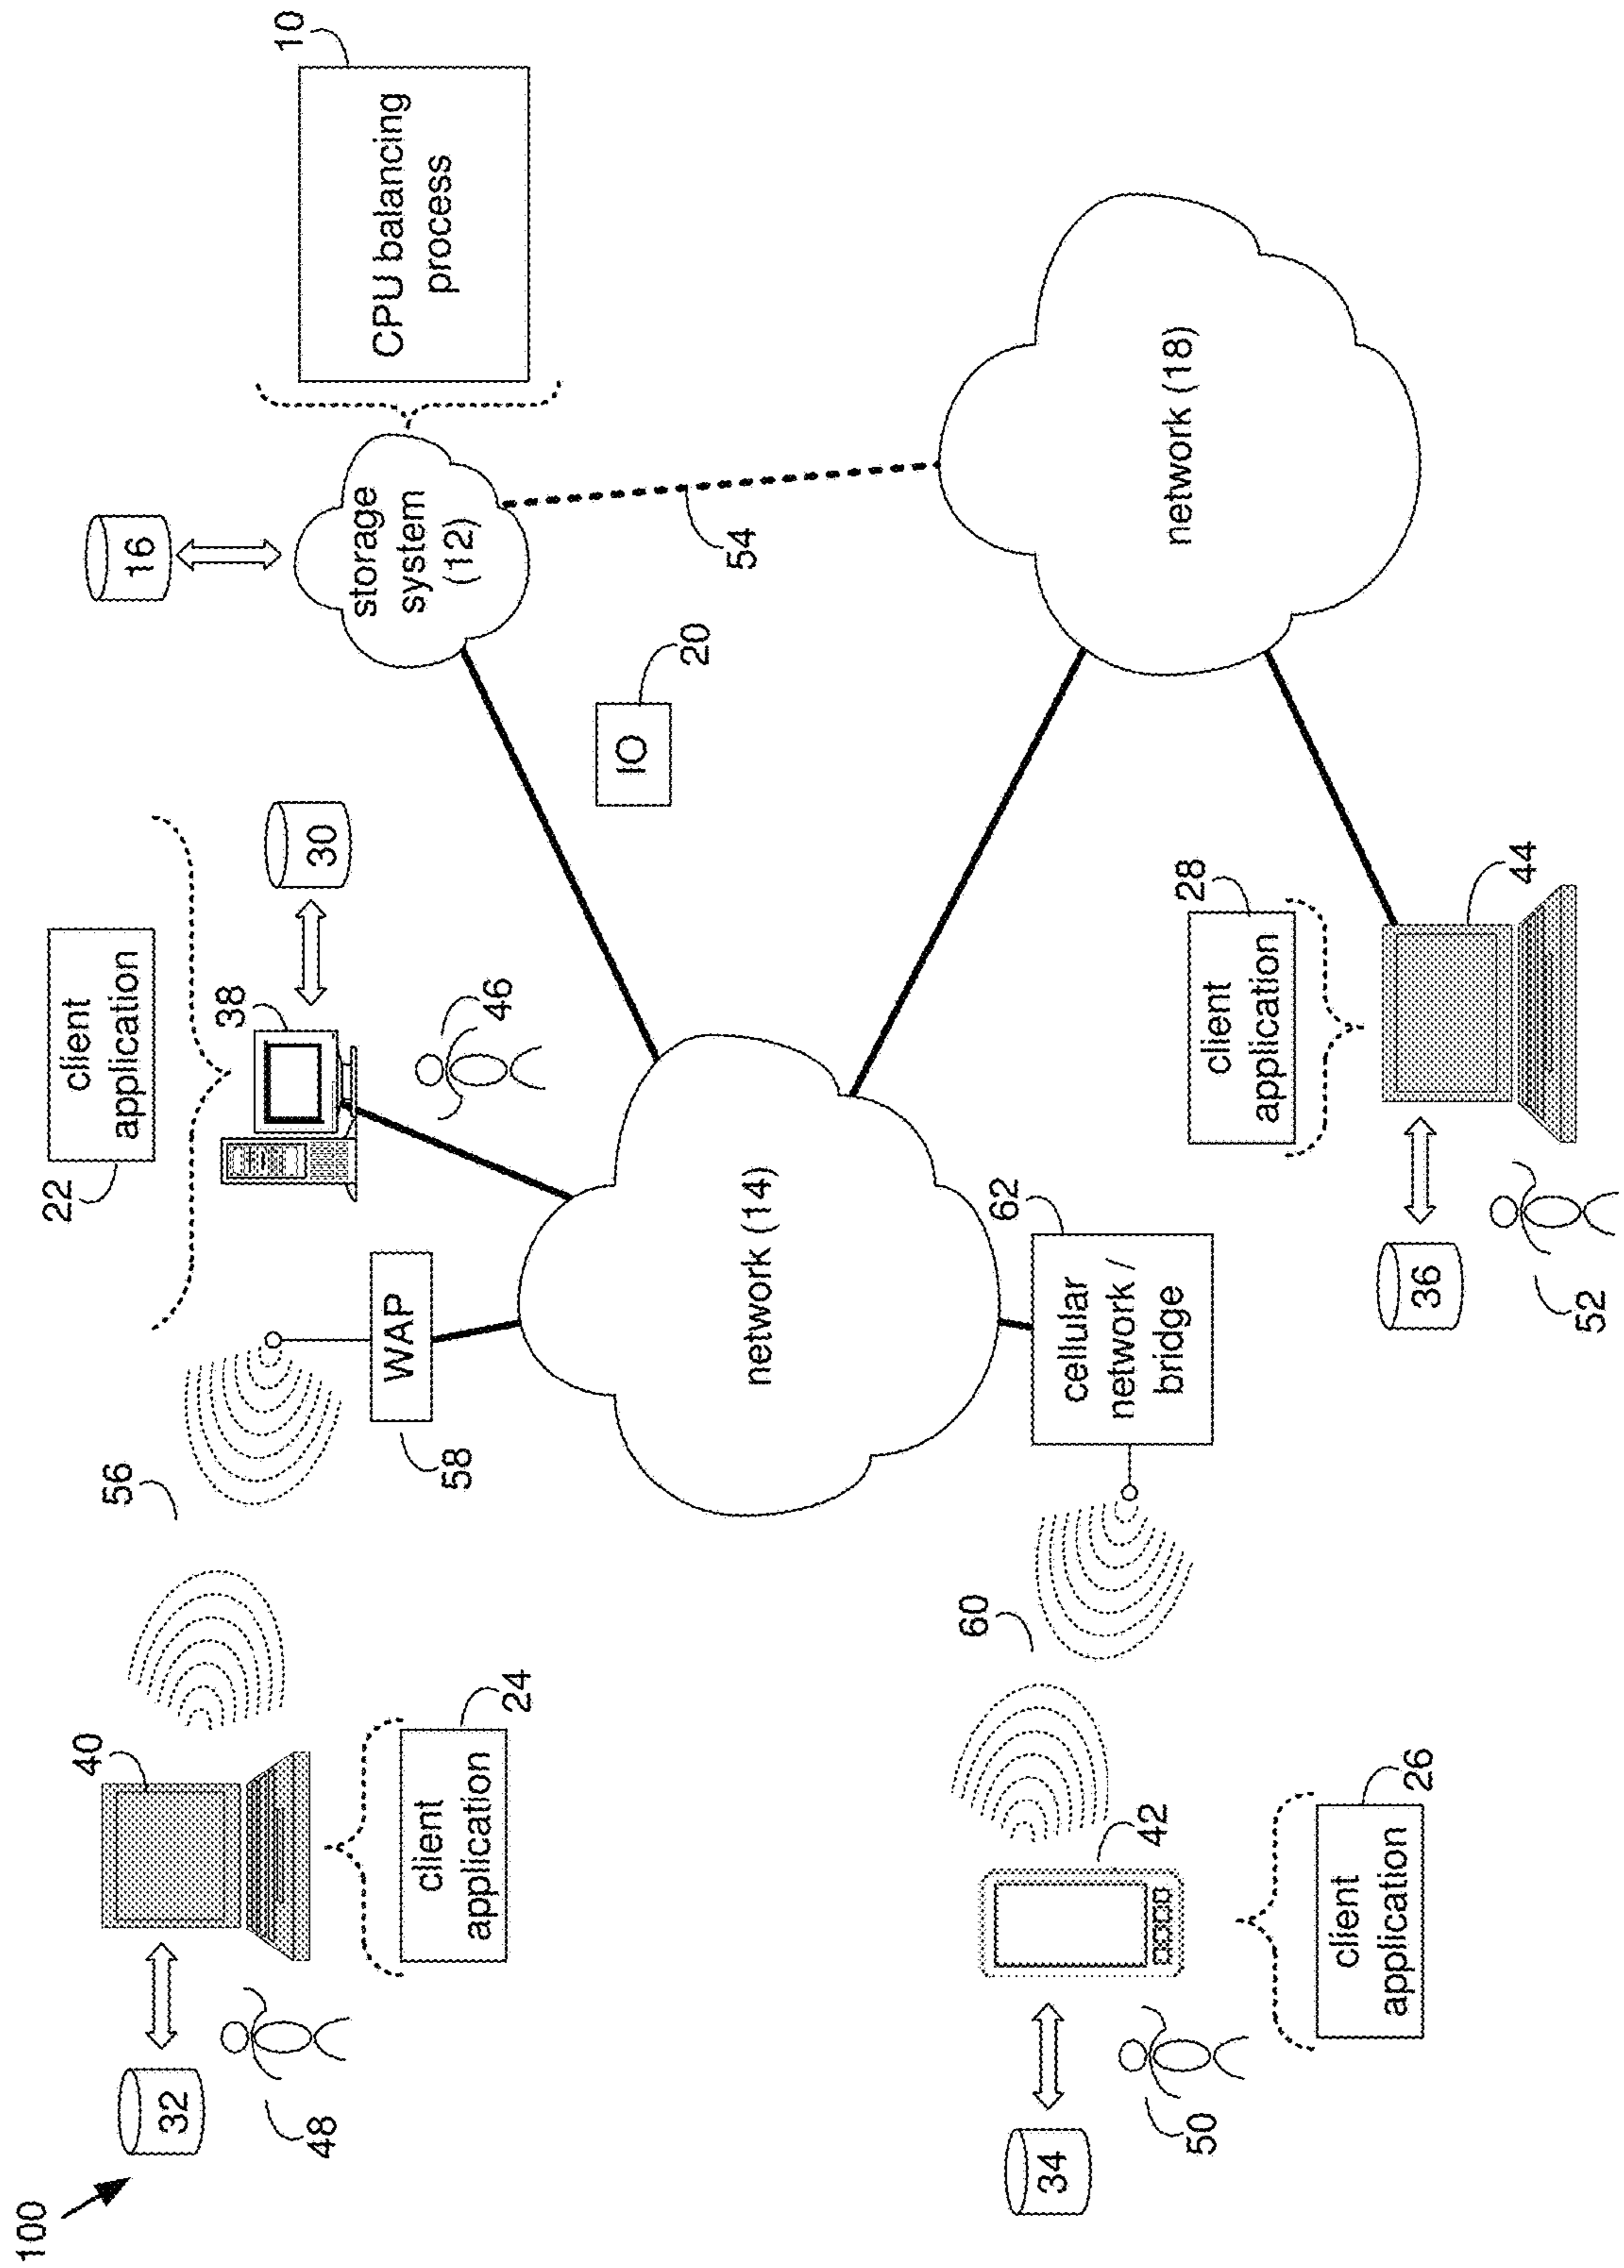 100
32
48
40
client
application
24
56
WAP
58
22
client
application
38
30
46
16
storage
system
(12)
10
CPU balancing
process
IO
20
54
network (14)
network (18)
34
50
42
client
application
26
60
cellular
network /
bridge
62
28
client
application
44
36
52